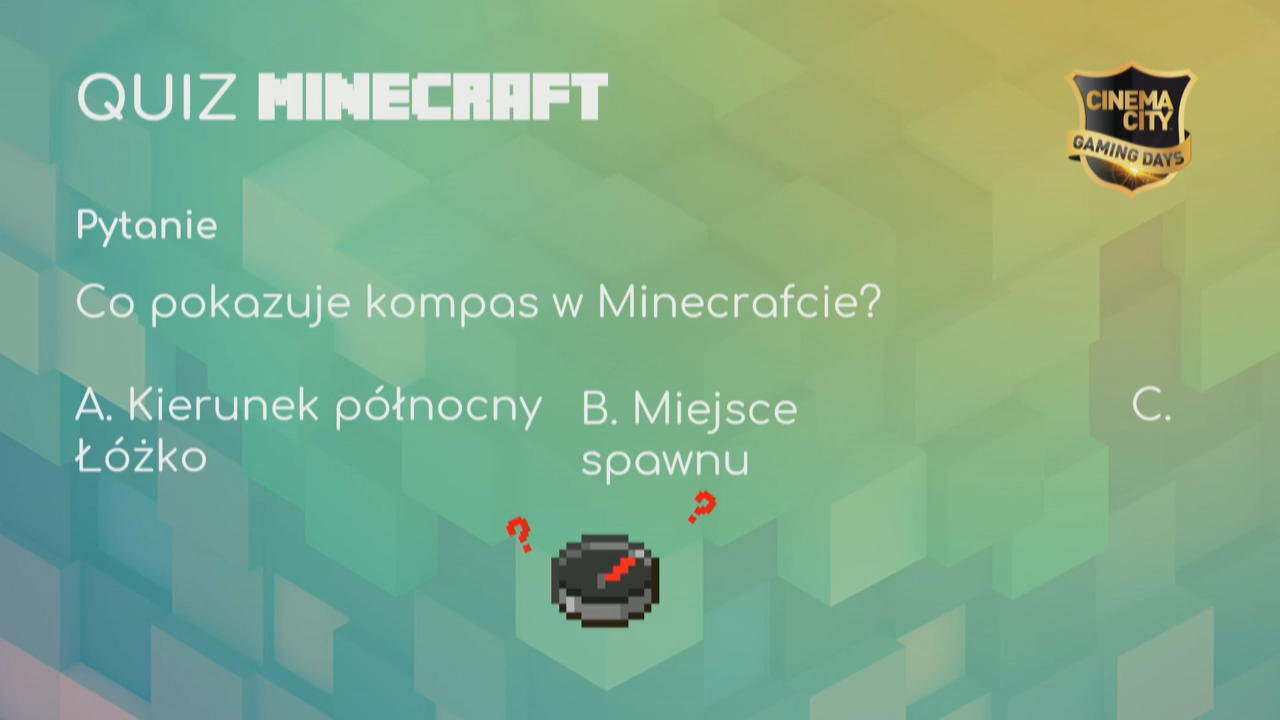 QUIZ MINECRAFT
CINEMA
CITY
GAMING DAYS
Pytanie
Co pokazuje kompas w Minecrafcie?
A. Kierunek północny
B. Miejsce
spawnu
C.
Łóżko
? ?